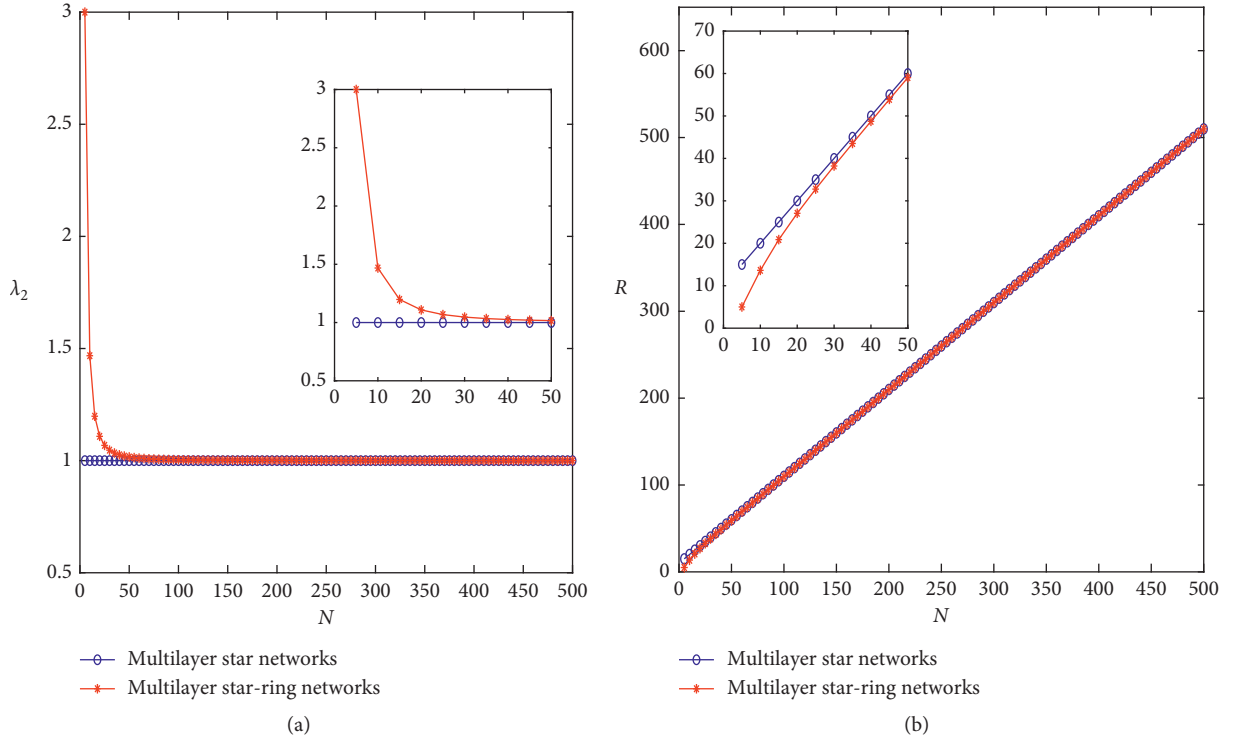 3
2.5
2
1.5
1
0.5
λ2
3
2.5
2
1.5
1
0.5
0 10 20 30 40 50
0 50 100 150 200 250 300 350 400 450 500
N
Multilayer star networks
Multilayer star-ring networks
(a)
600
500
400
300
200
100
0
R
70
60
50
40
30
20
10
0
0 10 20 30 40 50
0 50 100 150 200 250 300 350 400 450 500
N
Multilayer star networks
Multilayer star-ring networks
(b)